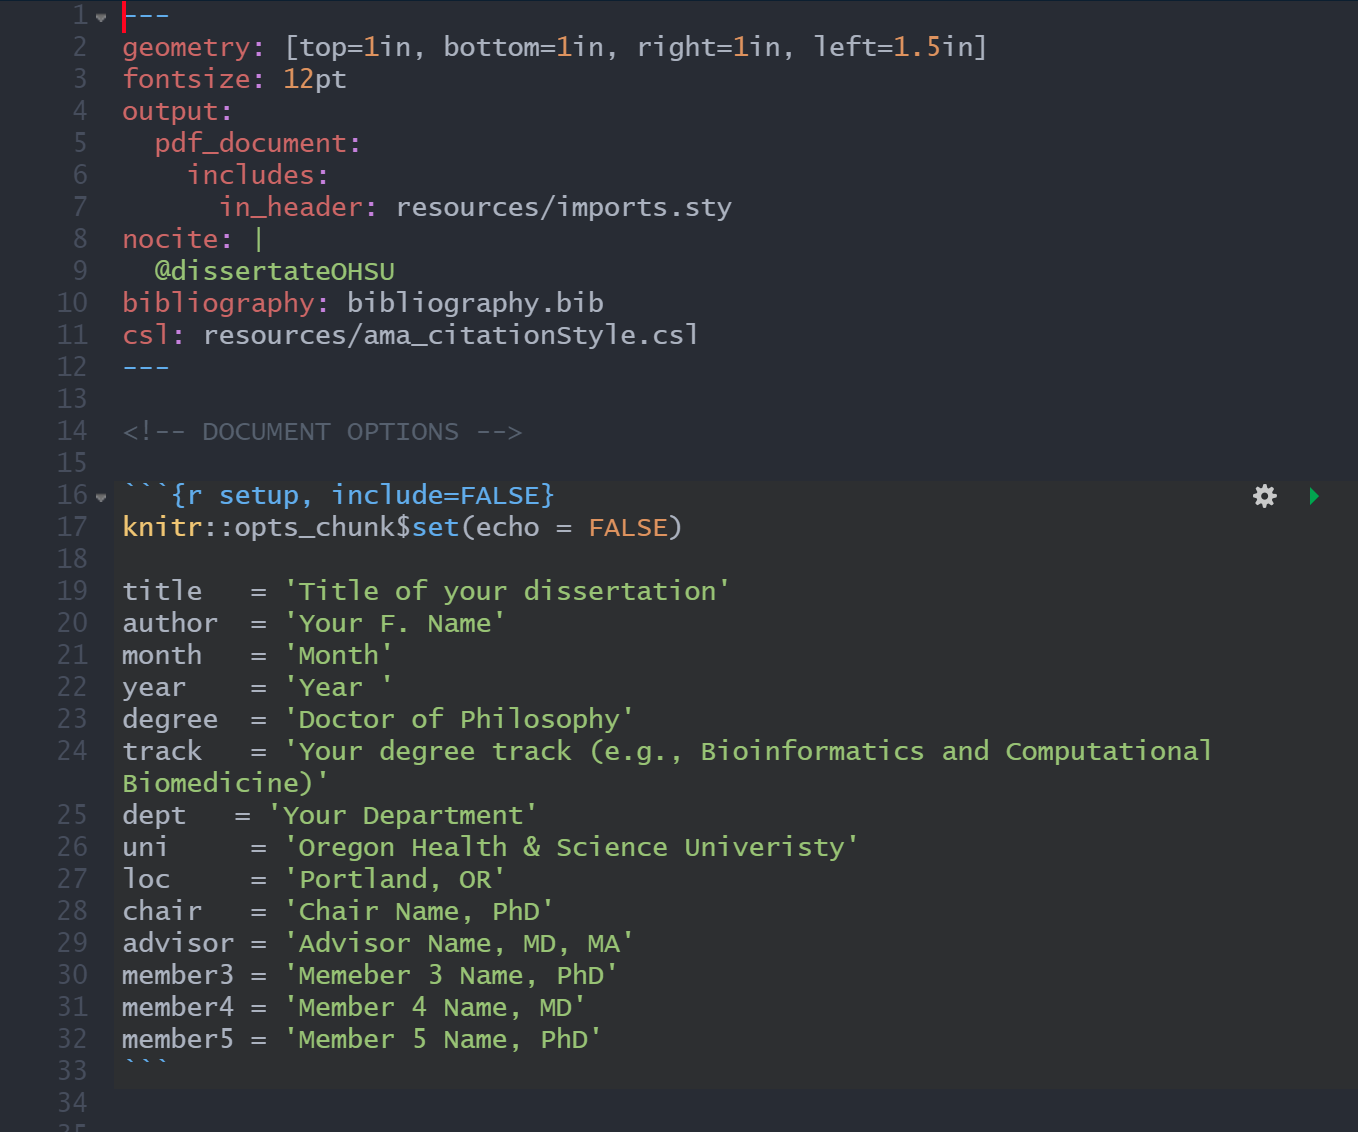 1 ---
2 geometry: [top=1in, bottom=1in, right=1in, left=1.5in]
3 fontsize: 12pt
4 output:
5   pdf_document:
6     includes:
7       in_header: resources/imports.sty
8 nocite: |
9   @dissertateOHSU
10 bibliography: bibliography.bib
11 csl: resources/ama_citationStyle.csl
12 ---
13
14 <!-- DOCUMENT OPTIONS -->
15
16 ```{r setup, include=FALSE}
17 knitr::opts_chunk$set(echo = FALSE)
18
19 title   = 'Title of your dissertation'
20 author  = 'Your F. Name'
21 month   = 'Month'
22 year    = 'Year '
23 degree  = 'Doctor of Philosophy'
24 track   = 'Your degree track (e.g., Bioinformatics and Computational
Biomedicine)'
25 dept   = 'Your Department'
26 uni     = 'Oregon Health & Science Univeristy'
27 loc     = 'Portland, OR'
28 chair   = 'Chair Name, PhD'
29 advisor = 'Advisor Name, MD, MA'
30 member3 = 'Memeber 3 Name, PhD'
31 member4 = 'Member 4 Name, MD'
32 member5 = 'Member 5 Name, PhD'
33 ```
34
35